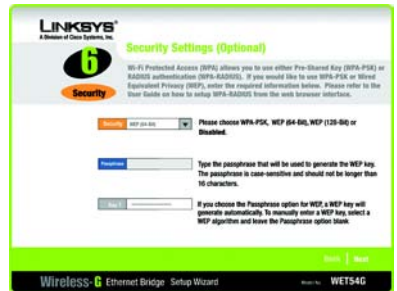 LINKSYS®
A Division of Cisco Systems, Inc.
6
Security
Security Settings (Optional)
Wi-Fi Protected Access (WPA) allows you to use either Pre-Shared Key (WPA-PSK) or
RADIUS authentication (WPA-RADIUS). If you would like to use WPA-PSK or Wired
Equivalent Privacy (WEP), enter the required information below. Please refer to the
User Guide on how to setup WPA-RADIUS from the web browser interface.
Security WEP (64-Bit)
Please choose WPA-PSK, WEP (64-Bit), WEP (128-Bit) or
Disabled.
Passphrase
Type the passphrase that will be used to generate the WEP key.
The passphrase is case-sensitive and should not be longer than
16 characters.
Key 1
If you choose the Passphrase option for WEP, a WEP key will
generate automatically. To manually enter a WEP key, select a
WEP algorithm and leave the Passphrase option blank
Back Next
Wireless-G Ethernet Bridge Setup Wizard
Model No. WET54G